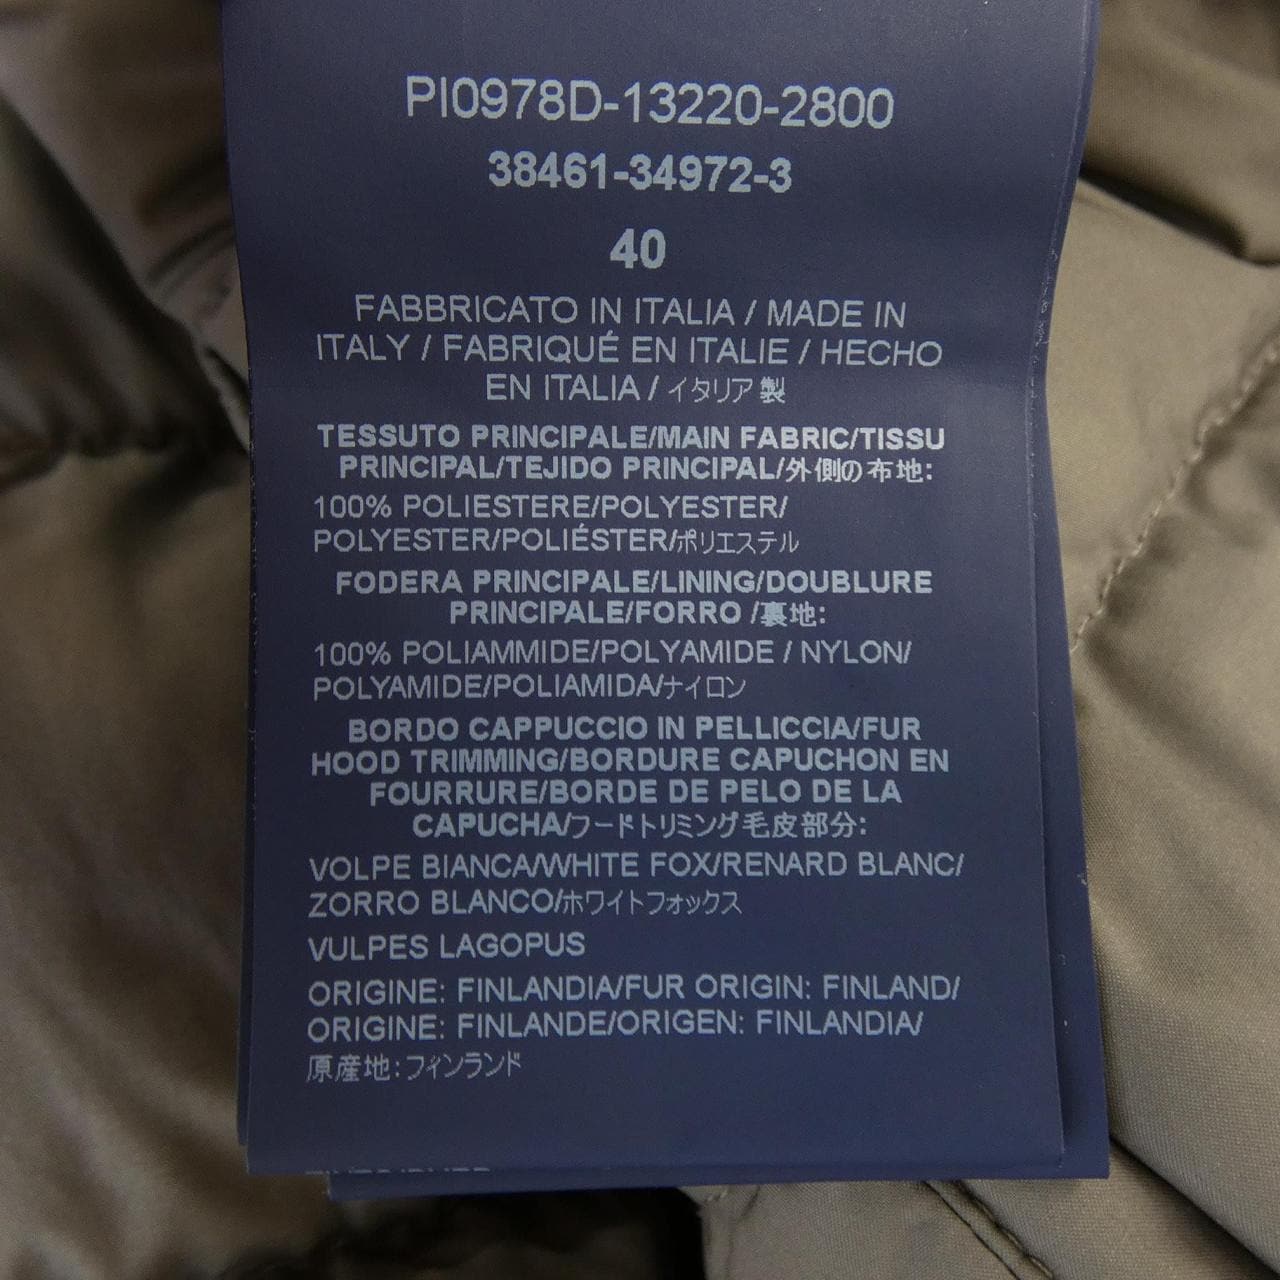 PI0978D-13220-2800
38461-34972-3
40
FABBRICATO IN ITALIA / MADE IN
ITALY / FABRIQUÉ EN ITALIE / HECHO
EN ITALIA / イタリア製
TESSUTO PRINCIPALE/MAIN FABRIC/TISSU
PRINCIPAL/TEJIDO PRINCIPAL/外側の布地:
100% POLIESTERE/POLYESTER/
POLYESTER/POLIÉSTER/ポリエステル
FODERA PRINCIPALE/LINING/DOUBLURE
PRINCIPALE/FORRO /裏地:
100% POLIAMMIDE/POLYAMIDE / NYLON/
POLYAMIDE/POLIAMIDA/ナイロン
BORDO CAPPUCCIO IN PELLICCIA/FUR
HOOD TRIMMING/BORDURE CAPUCHON EN
FOURRURE/BORDE DE PELO DE LA
CAPUCHA/フードトリミング毛皮部分:
VOLPE BIANCA/WHITE FOX/RENARD BLANC/
ZORRO BLANCO/ホワイトフォックス
VULPES LAGOPUS
ORIGINE: FINLANDIA/FUR ORIGIN: FINLAND/
ORIGINE: FINLANDE/ORIGEN: FINLANDIA/
原産地: フィンランド